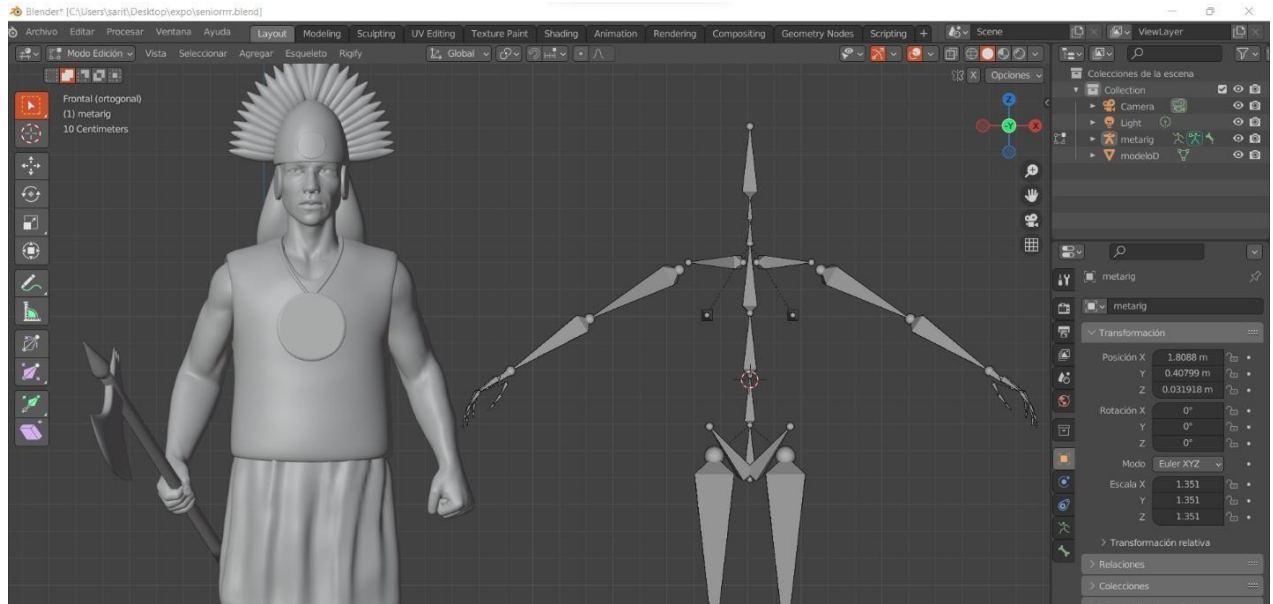 Blender* [C:\Users\sarit\Desktop\expo\seniorrrr.blend]
Archivo Editar Procesar Ventana Ayuda Layout Modeling Sculpting UV Editing Texture Paint Shading Animation Rendering Compositing Geometry Nodes Scripting + Scene ViewLayer
Modo Edición Vista Seleccionar Agregar Esqueleto Rigify Global
X Opciones
Frontal (ortogonal)
(1) metarig
10 Centimeters
Z
Y
X
Colecciones de la escena
Collection
Camera
Light
metarig
modeloD
metarig
metarig
Transformación
Posición X 1.8088 m
Y 0.40799 m
Z 0.031918 m
Rotación X 0°
Y 0°
Z 0°
Modo Euler XYZ
Escala X 1.351
Y 1.351
Z 1.351
Transformación relativa
Relaciones
Colecciones